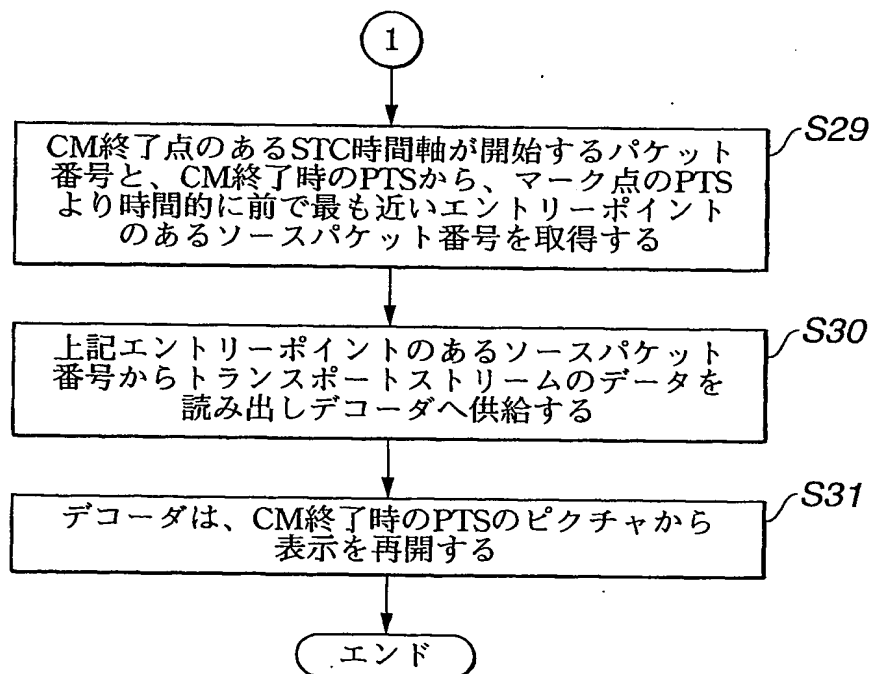 1
S29
CM終了点のあるSTC時間軸が開始するパケット
番号と、CM終了時のPTSから、マーク点のPTS
より時間的に前で最も近いエントリーポイント
のあるソースパケット番号を取得する
S30
上記エントリーポイントのあるソースパケット
番号からトランスポートストリームのデータを
読み出しデコーダへ供給する
S31
デコーダは、CM終了時のPTSのピクチャから
表示を再開する
エンド